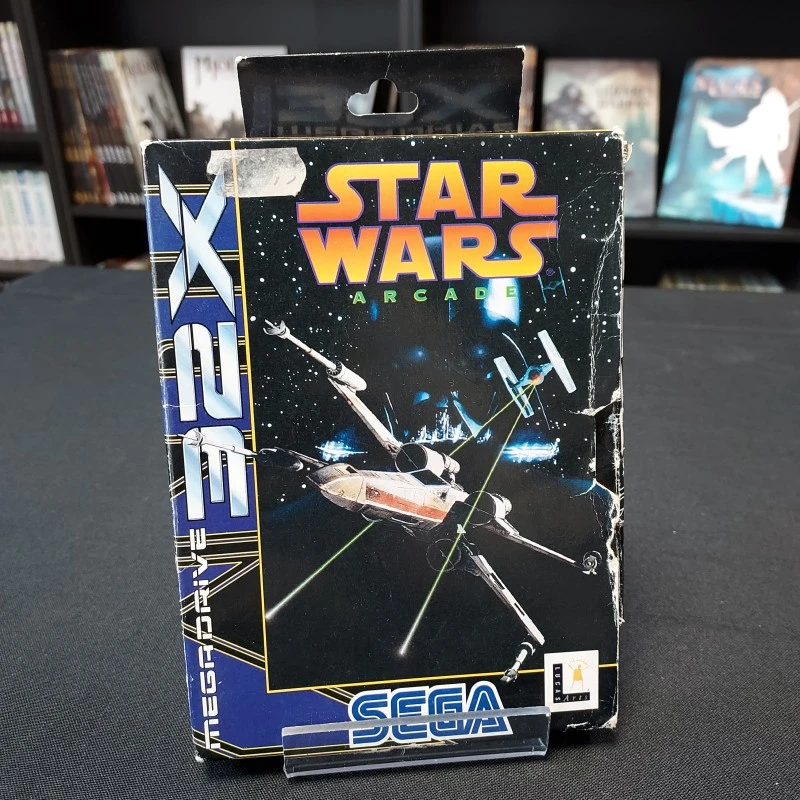 STAR
WARS
ARCADE
MEGADRIVE 32X
SEGA
LUCAS
Arts